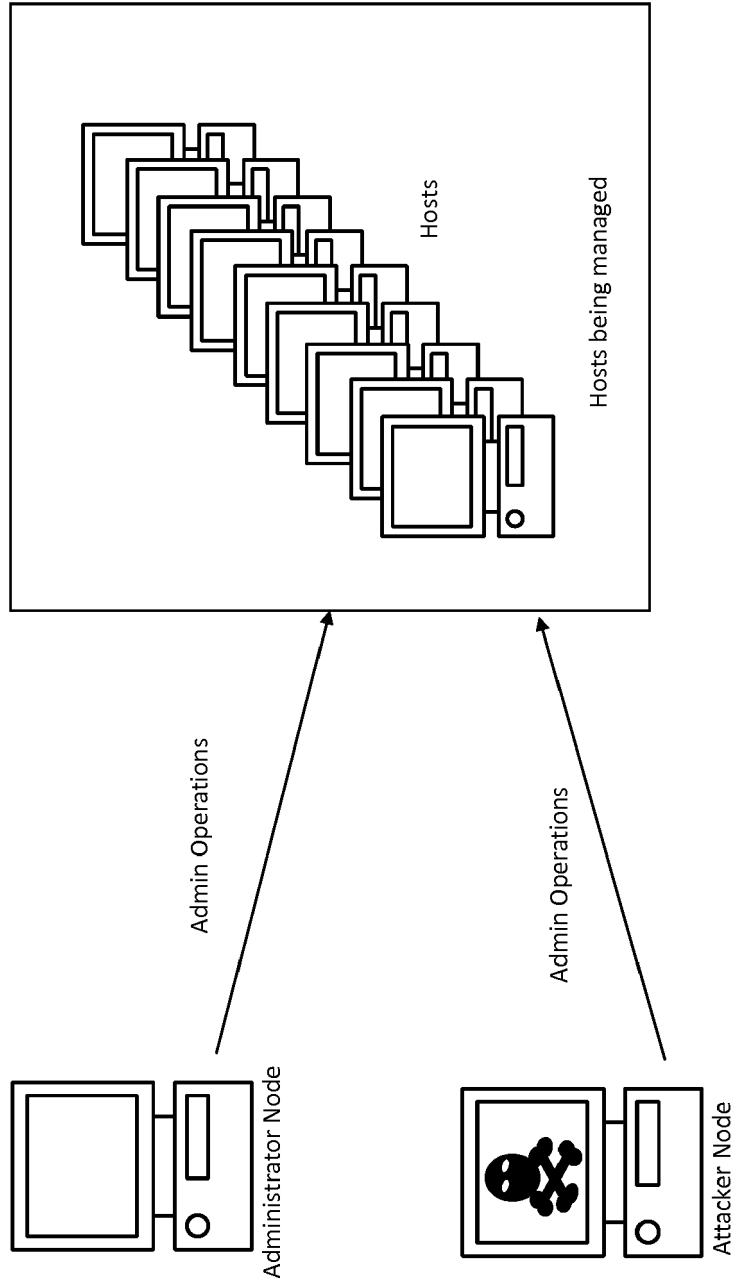 Administrator Node
Admin Operations
Hosts
Hosts being managed
Admin Operations
Attacker Node